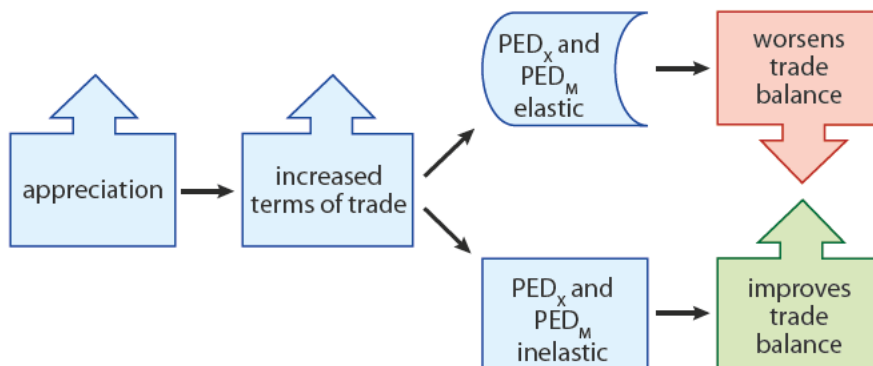 appreciation
increased
terms of trade
PEDₓ and
PEDₘ
elastic
worsens
trade
balance
PEDₓ and
PEDₘ
inelastic
improves
trade
balance